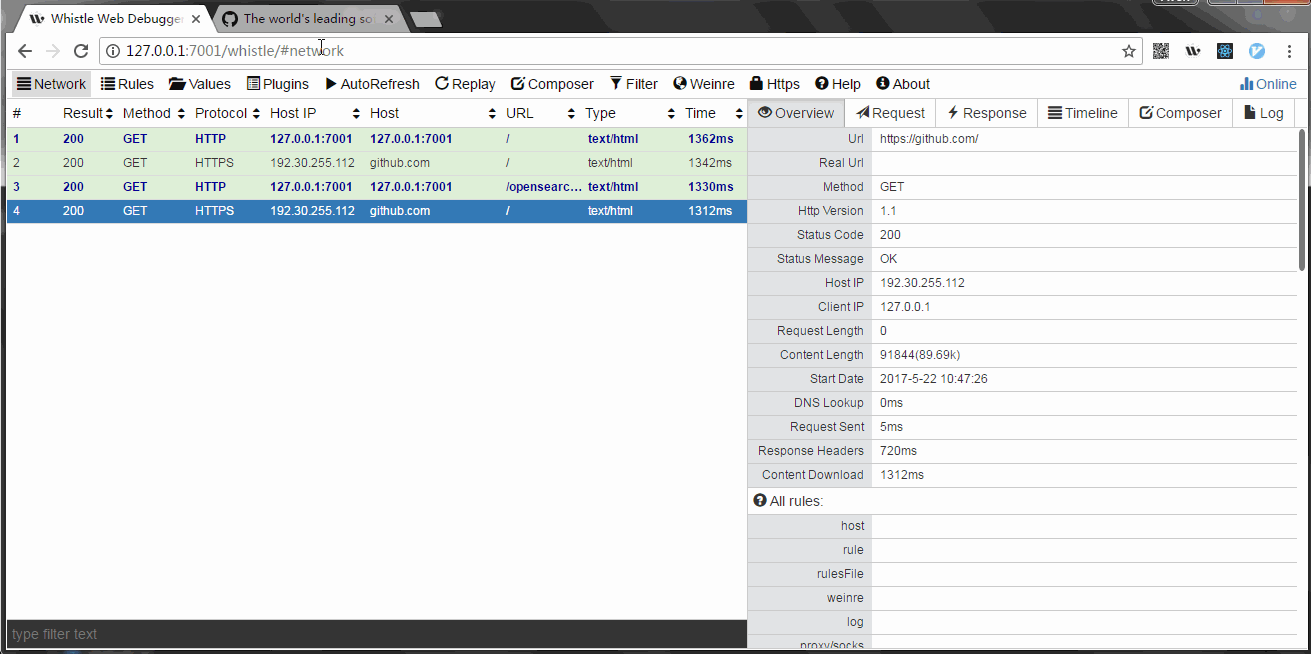 Whistle Web Debugger
The world's leading so
127.0.0.1:7001/whistle/#network
Network Rules Values Plugins AutoRefresh Replay Composer Filter Weinre Https Help About Online
# Result Method Protocol Host IP Host URL Type Time
1 200 GET HTTP 127.0.0.1:7001 127.0.0.1:7001 / text/html 1362ms
2 200 GET HTTPS 192.30.255.112 github.com / text/html 1342ms
3 200 GET HTTP 127.0.0.1:7001 127.0.0.1:7001 /opensearc... text/html 1330ms
4 200 GET HTTPS 192.30.255.112 github.com / text/html 1312ms
type filter text
Overview Request Response Timeline Composer Log
Url https://github.com/
Real Url
Method GET
Http Version 1.1
Status Code 200
Status Message OK
Host IP 192.30.255.112
Client IP 127.0.0.1
Request Length 0
Content Length 91844(89.69k)
Start Date 2017-5-22 10:47:26
DNS Lookup 0ms
Request Sent 5ms
Response Headers 720ms
Content Download 1312ms
All rules:
host
rule
rulesFile
weinre
log
proxy/socks